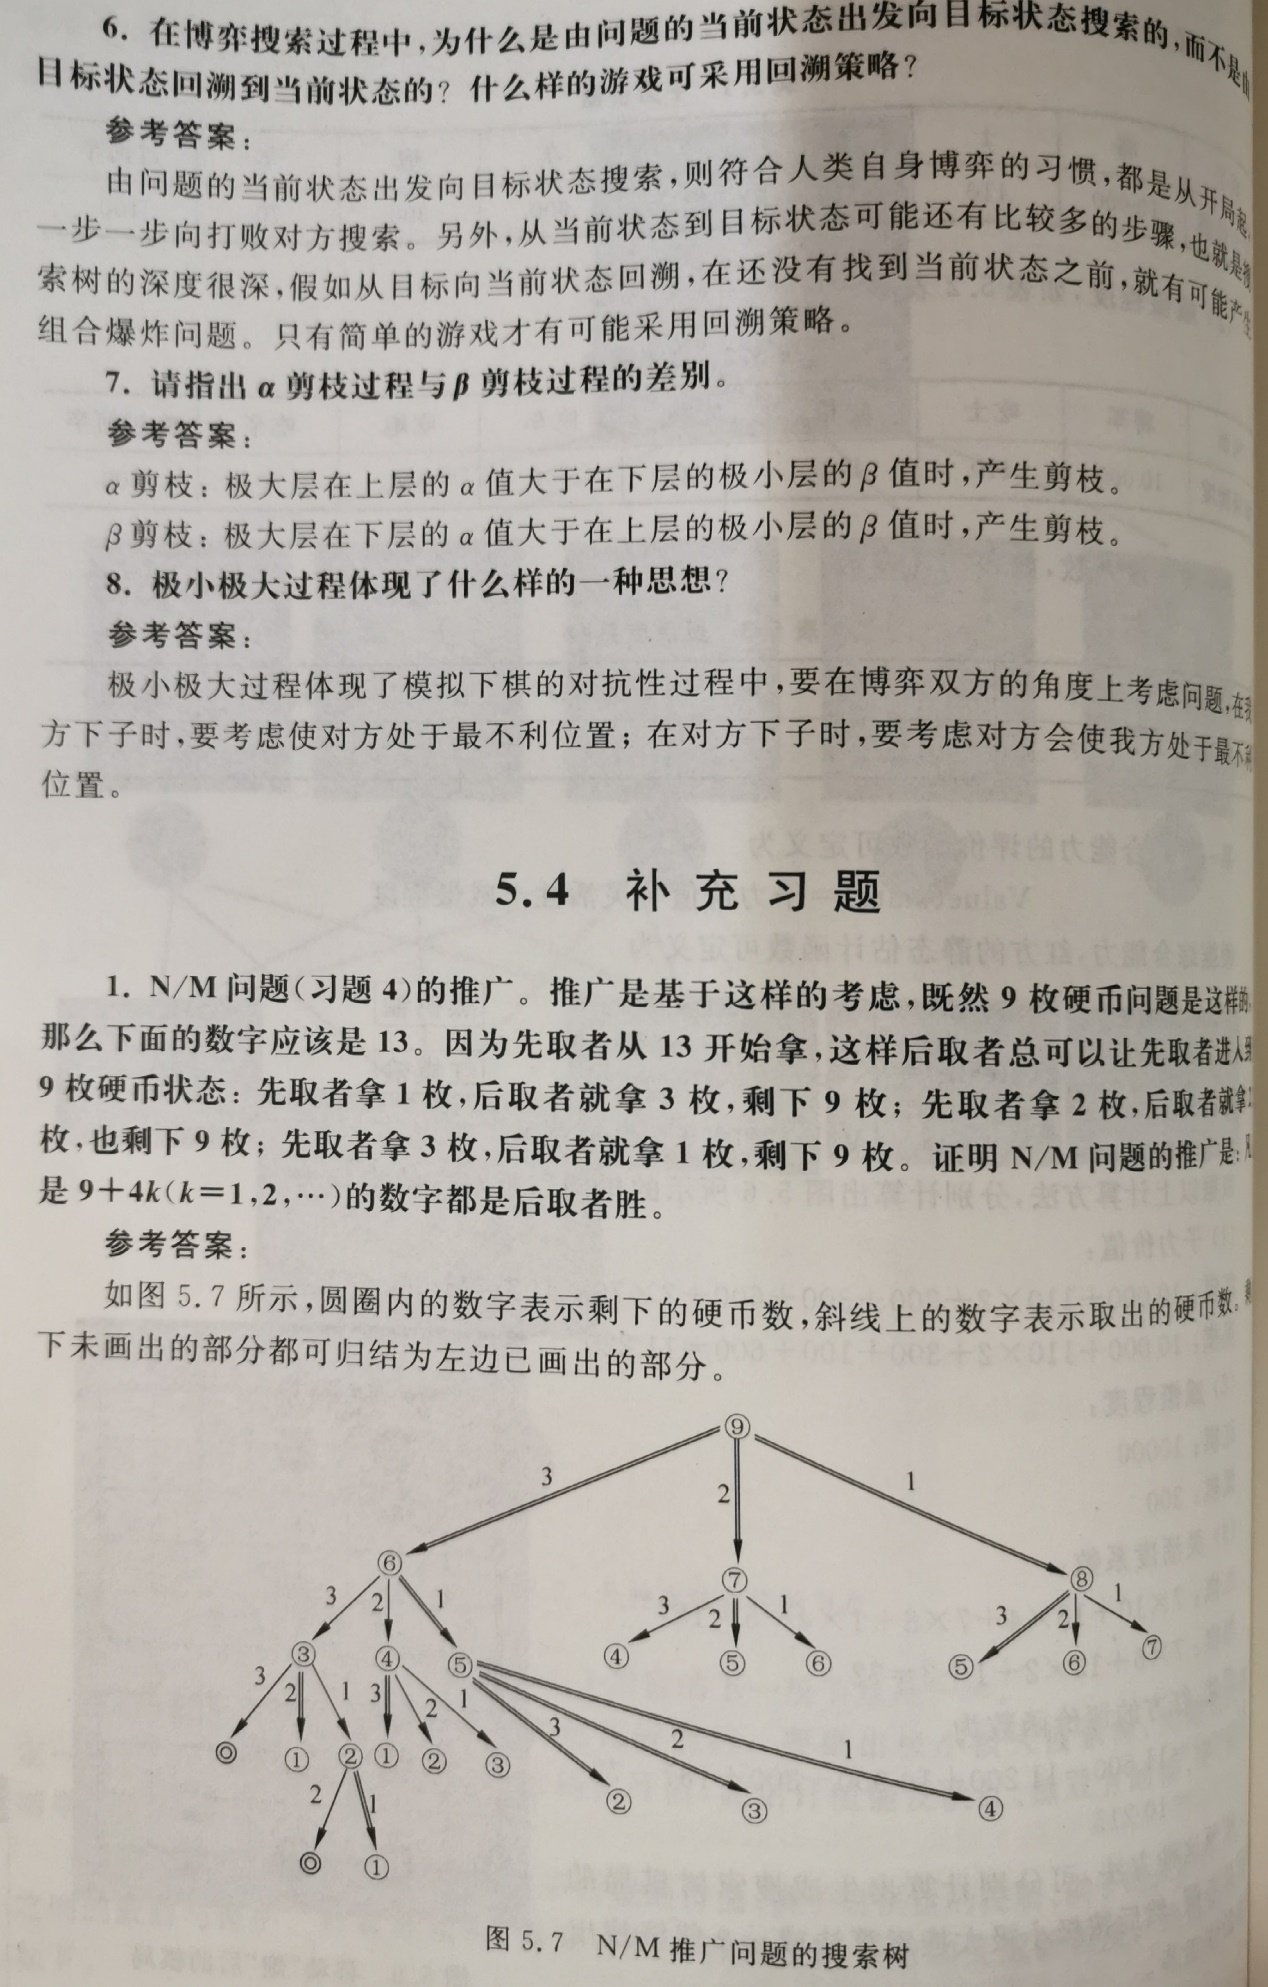 6. 在博弈搜索过程中,为什么是由问题的当前状态出发向目标状态搜索的,而不是由
目标状态回溯到当前状态的? 什么样的游戏可采用回溯策略?
参考答案:
由问题的当前状态出发向目标状态搜索,则符合人类自身博弈的习惯,都是从开局起,
一步一步向打败对方搜索。另外,从当前状态到目标状态可能还有比较多的步骤,也就是搜
索树的深度很深,假如从目标向当前状态回溯,在还没有找到当前状态之前,就有可能产生
组合爆炸问题。只有简单的游戏才有可能采用回溯策略。
7. 请指出 α 剪枝过程与 β 剪枝过程的差别。
参考答案:
α 剪枝: 极大层在上层的 α 值大于在下层的极小层的 β 值时,产生剪枝。
β 剪枝: 极大层在下层的 α 值大于在上层的极小层的 β 值时,产生剪枝。
8. 极小极大过程体现了什么样的一种思想?
参考答案:
极小极大过程体现了模拟下棋的对抗性过程中,要在博弈双方的角度上考虑问题,在我
方下子时,要考虑使对方处于最不利位置; 在对方下子时,要考虑对方会使我方处于最不利
位置。
5.4 补充习题
1. N/M 问题(习题 4)的推广。推广是基于这样的考虑,既然 9 枚硬币问题是这样的,
那么下面的数字应该是 13。因为先取者从 13 开始拿,这样后取者总可以让先取者进入到
9 枚硬币状态: 先取者拿 1 枚,后取者就拿 3 枚,剩下 9 枚; 先取者拿 2 枚,后取者就拿 2
枚,也剩下 9 枚; 先取者拿 3 枚,后取者就拿 1 枚,剩下 9 枚。证明 N/M 问题的推广是: 凡
是 9+4k(k=1,2,…)的数字都是后取者胜。
参考答案:
如图 5.7 所示,圆圈内的数字表示剩下的硬币数,斜线上的数字表示取出的硬币数。剩
下未画出的部分都可归结为左边已画出的部分。
⑨
3 2 1
⑥ ⑦ ⑧
3 2 1 3 2 1 3 2 1
③ ④ ⑤ ④ ⑤ ⑥ ⑤ ⑥ ⑦
3 2 1 3 2 1 3 2 1
◎ ① ② ① ② ③ ② ③ ④
2 1
◎ ①
图 5.7 N/M 推广问题的搜索树